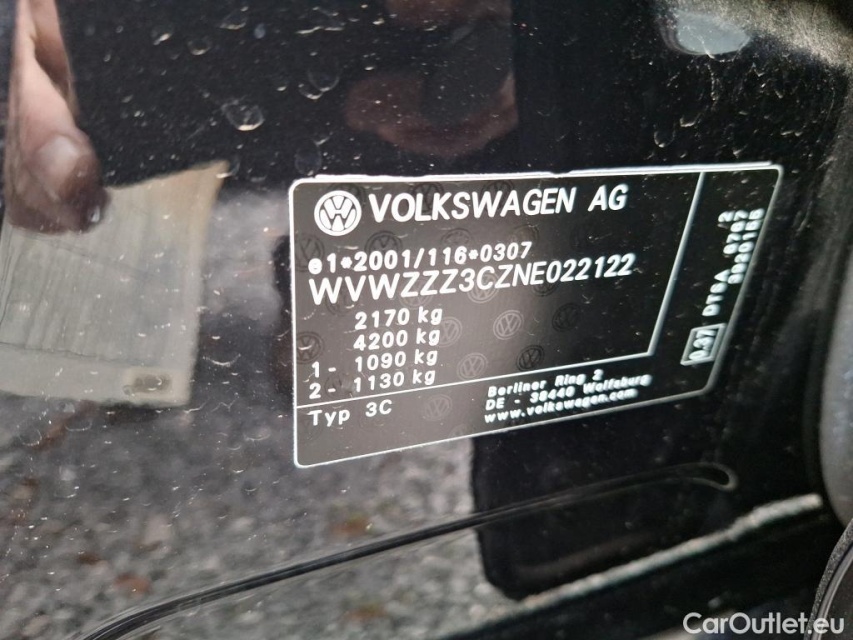 VOLKSWAGEN AG
e1*2001/116*0307
WVWZZZ3CZNE022122
2170 kg
4200 kg
1- 1090 kg
2- 1130 kg
Typ 3C
Berliner Ring 2
DE - 38440 Wolfsburg
www.volkswagen.com
CarOutlet.eu